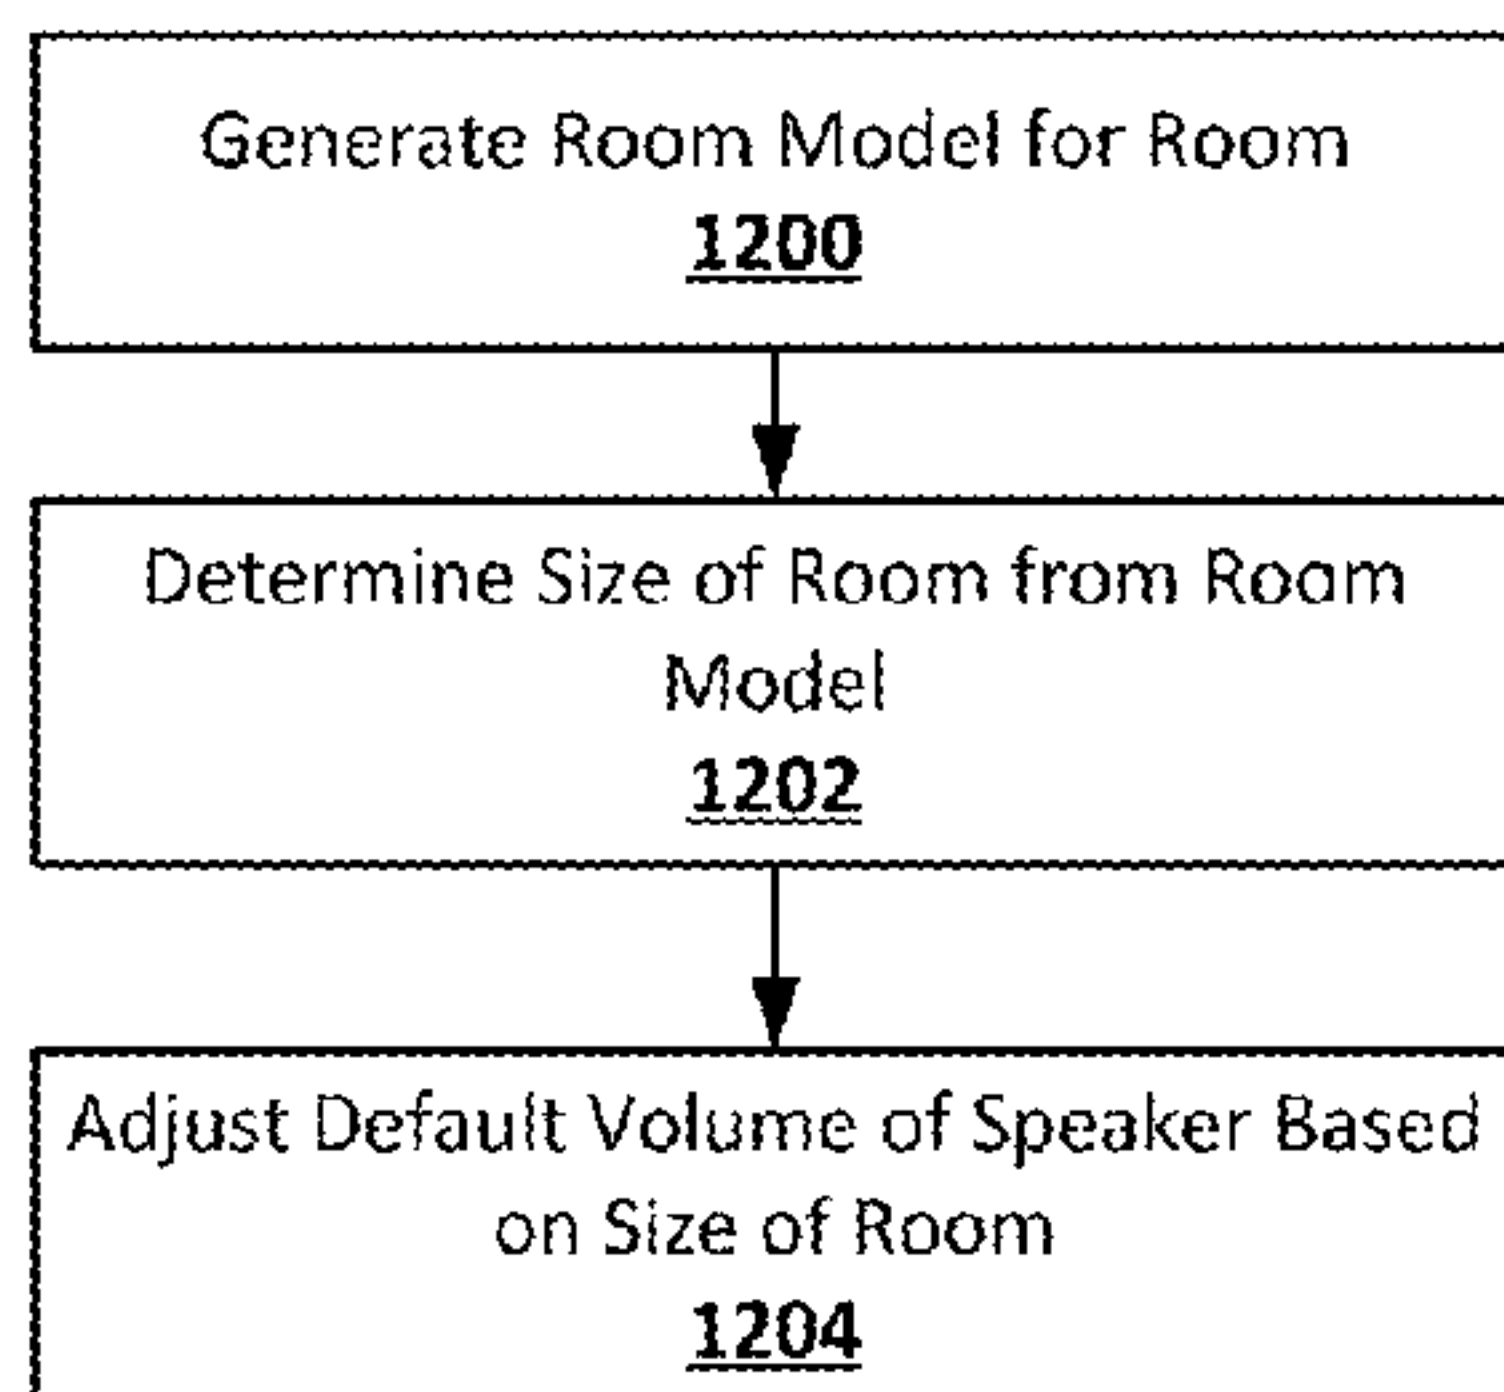 Generate Room Model for Room
1200
Determine Size of Room from Room
Model
1202
Adjust Default Volume of Speaker Based
on Size of Room
1204